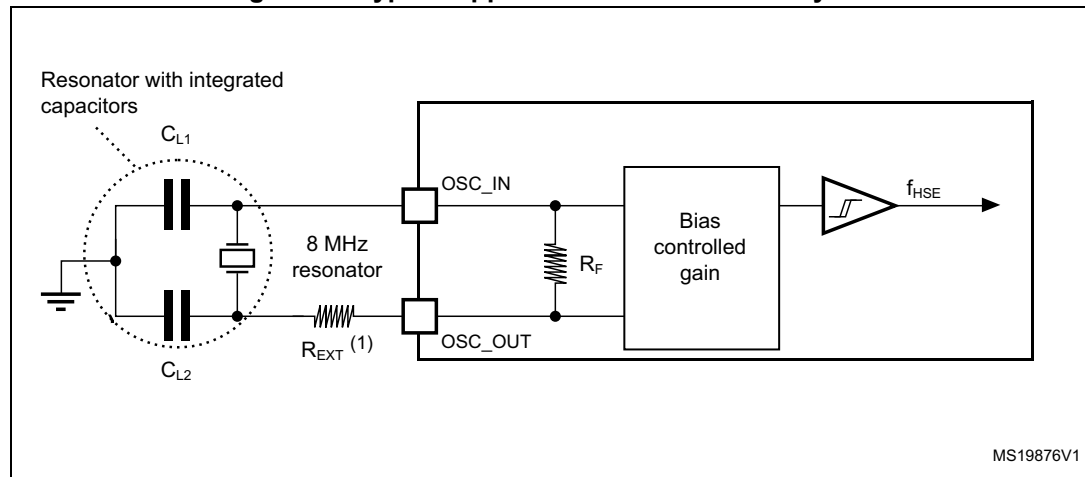 Resonator with integrated
capacitors
CL1
OSC_IN
fHSE
8 MHz
resonator
RF
Bias
controlled
gain
REXT (1)
OSC_OUT
CL2
MS19876V1